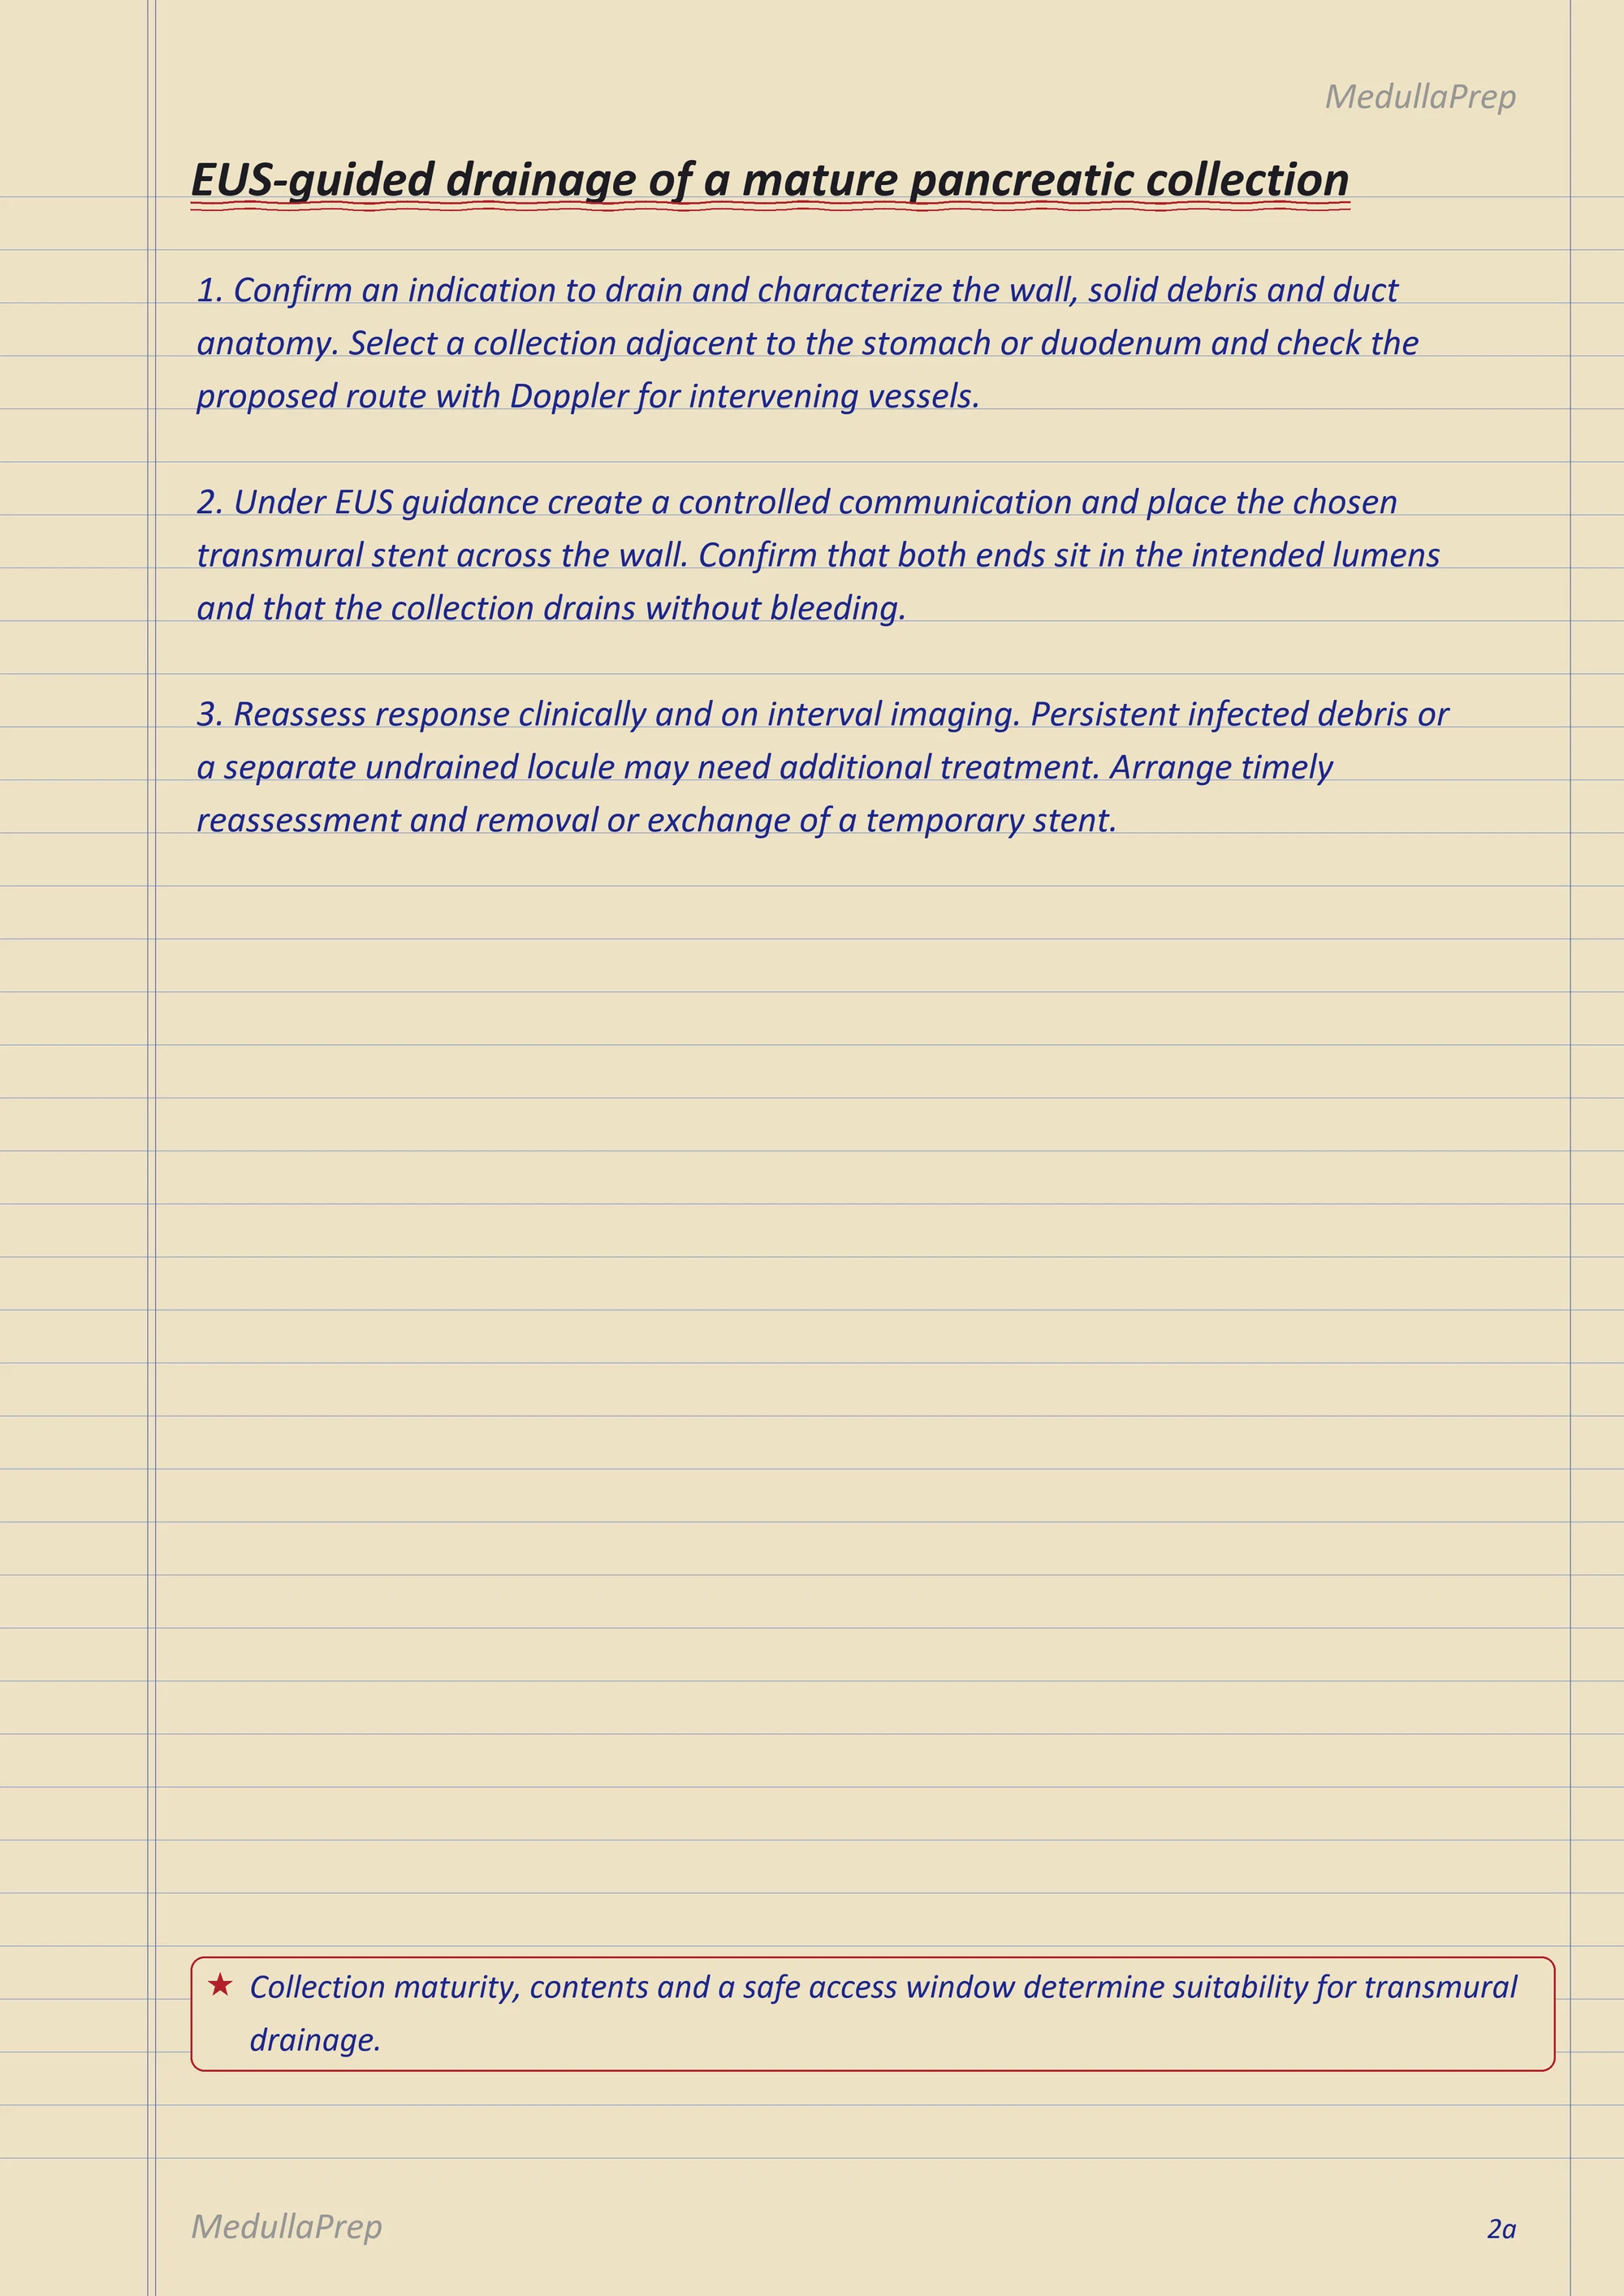 MedullaPrep
EUS-guided drainage of a mature pancreatic collection
1. Confirm an indication to drain and characterize the wall, solid debris and duct
anatomy. Select a collection adjacent to the stomach or duodenum and check the
proposed route with Doppler for intervening vessels.
2. Under EUS guidance create a controlled communication and place the chosen
transmural stent across the wall. Confirm that both ends sit in the intended lumens
and that the collection drains without bleeding.
3. Reassess response clinically and on interval imaging. Persistent infected debris or
a separate undrained locule may need additional treatment. Arrange timely
reassessment and removal or exchange of a temporary stent.
★ Collection maturity, contents and a safe access window determine suitability for transmural
drainage.
MedullaPrep
2a